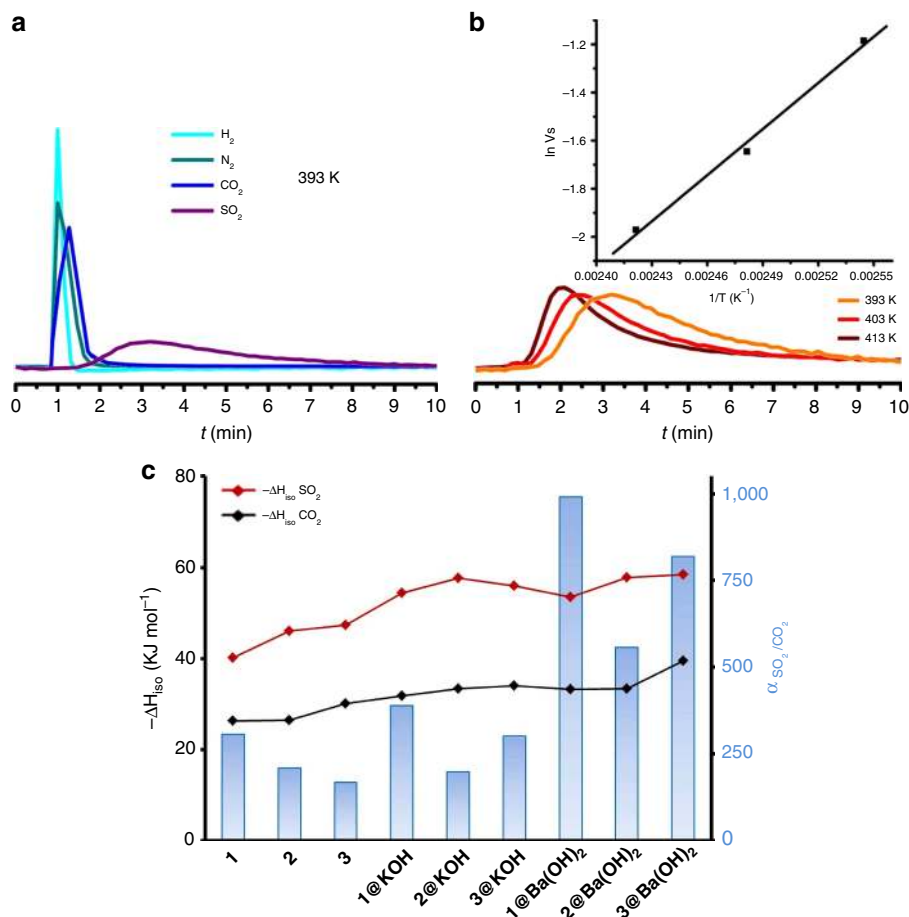 a
H₂
N₂
CO₂
SO₂
393 K
0 1 2 3 4 5 6 7 8 9 10
t (min)
b
−1.2
−1.4
−1.6
−1.8
−2
ln Vs
0.00240 0.00243 0.00246 0.00249 0.00252 0.00255
1/T (K⁻¹)
393 K
403 K
413 K
0 1 2 3 4 5 6 7 8 9 10
t (min)
c
−ΔH_iso SO₂
−ΔH_iso CO₂
80
60
40
20
0
−ΔH_iso (KJ mol⁻¹)
1,000
750
500
250
0
α SO₂/CO₂
1 2 3 1@KOH 2@KOH 3@KOH 1@Ba(OH)₂ 2@Ba(OH)₂ 3@Ba(OH)₂